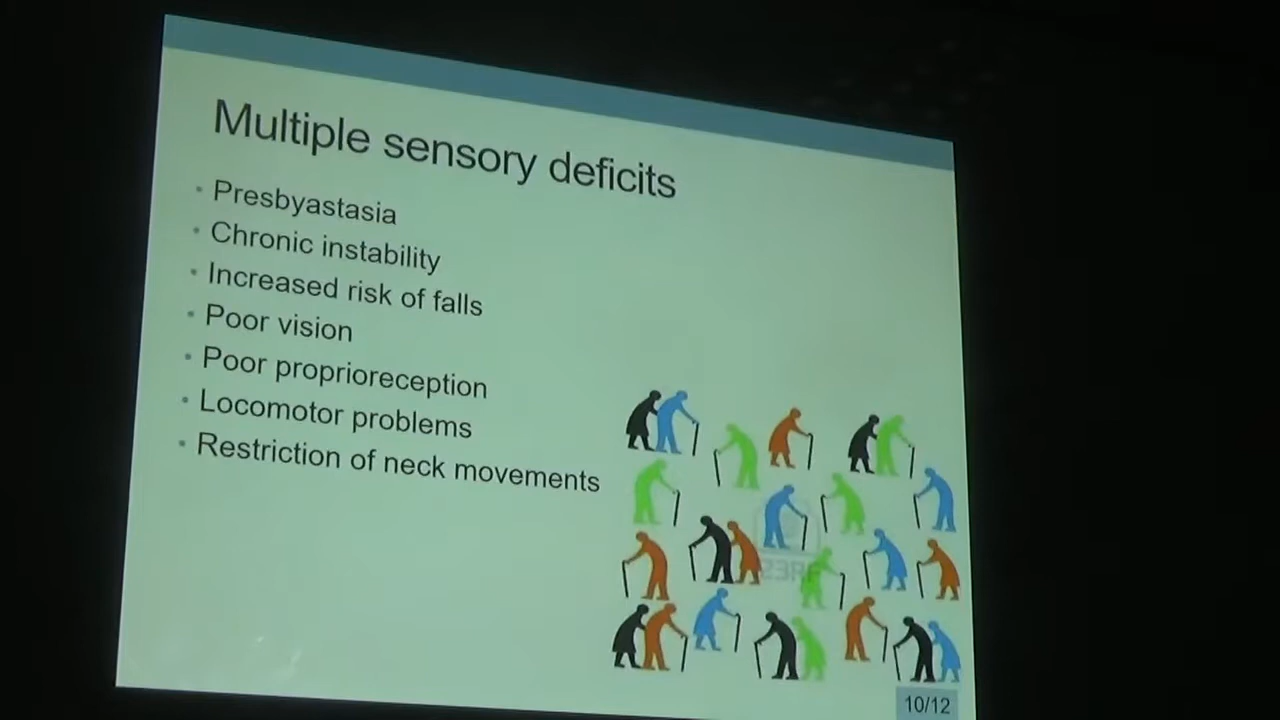 Multiple sensory deficits
• Presbyastasia
• Chronic instability
• Increased risk of falls
• Poor vision
• Poor proprioreception
• Locomotor problems
• Restriction of neck movements
10/12